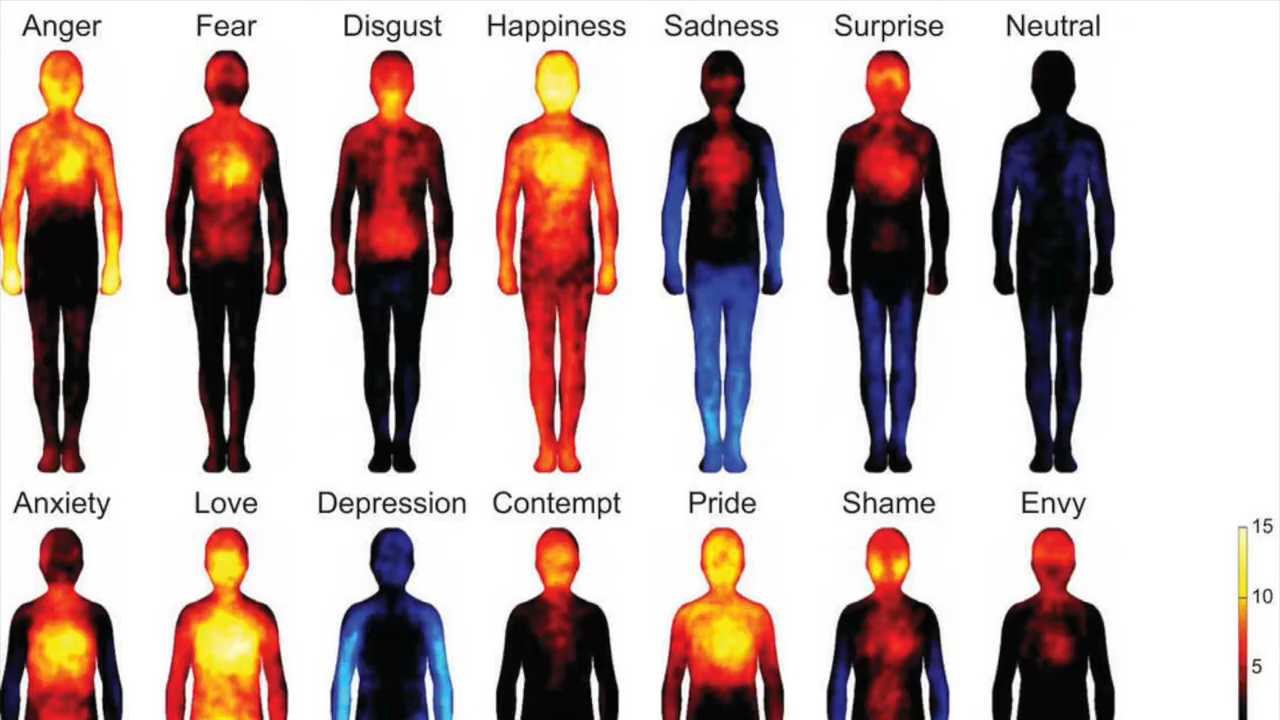 Anger Fear Disgust Happiness Sadness Surprise Neutral
Anxiety Love Depression Contempt Pride Shame Envy
15
10
5